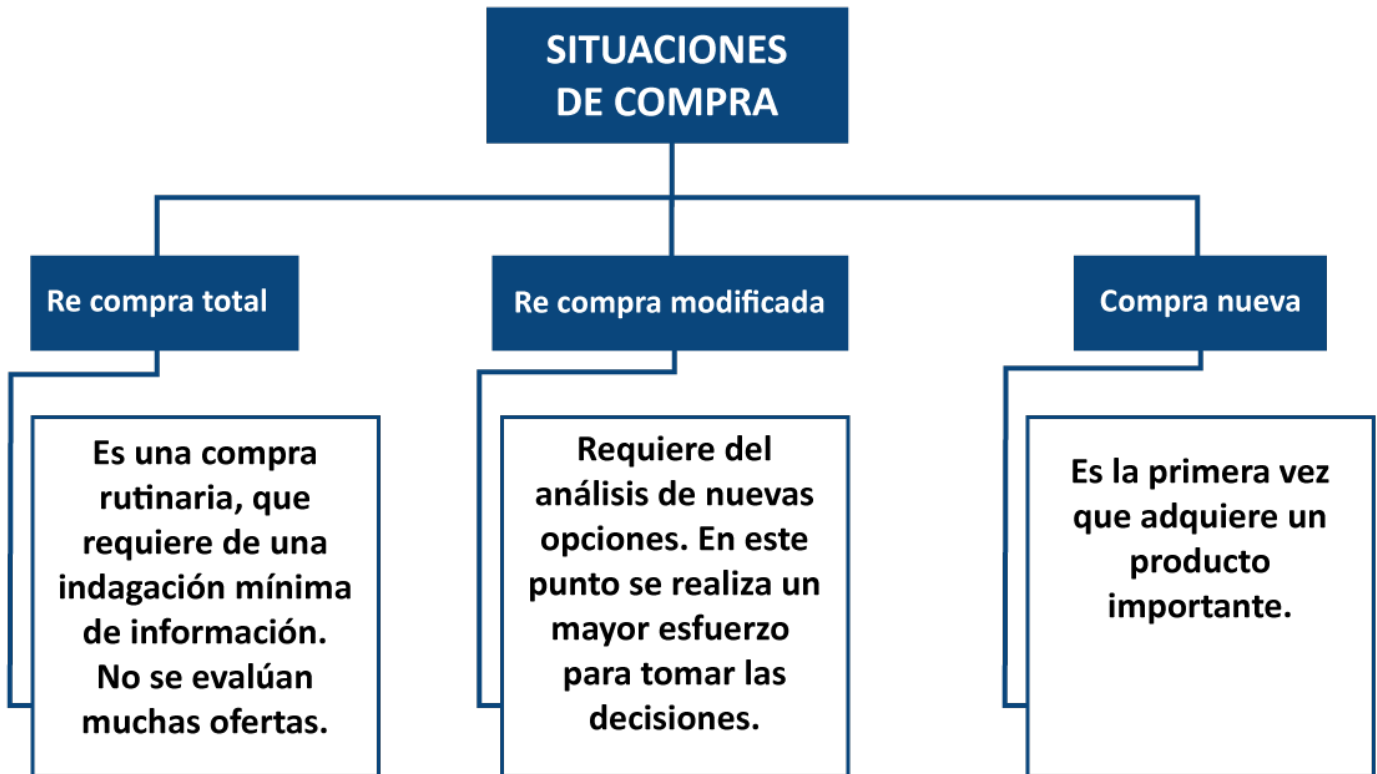 SITUACIONES
DE COMPRA
Re compra total
Re compra modificada
Compra nueva
Es una compra
rutinaria, que
requiere de una
indagación mínima
de información.
No se evalúan
muchas ofertas.
Requiere del
análisis de nuevas
opciones. En este
punto se realiza un
mayor esfuerzo
para tomar las
decisiones.
Es la primera vez
que adquiere un
producto
importante.